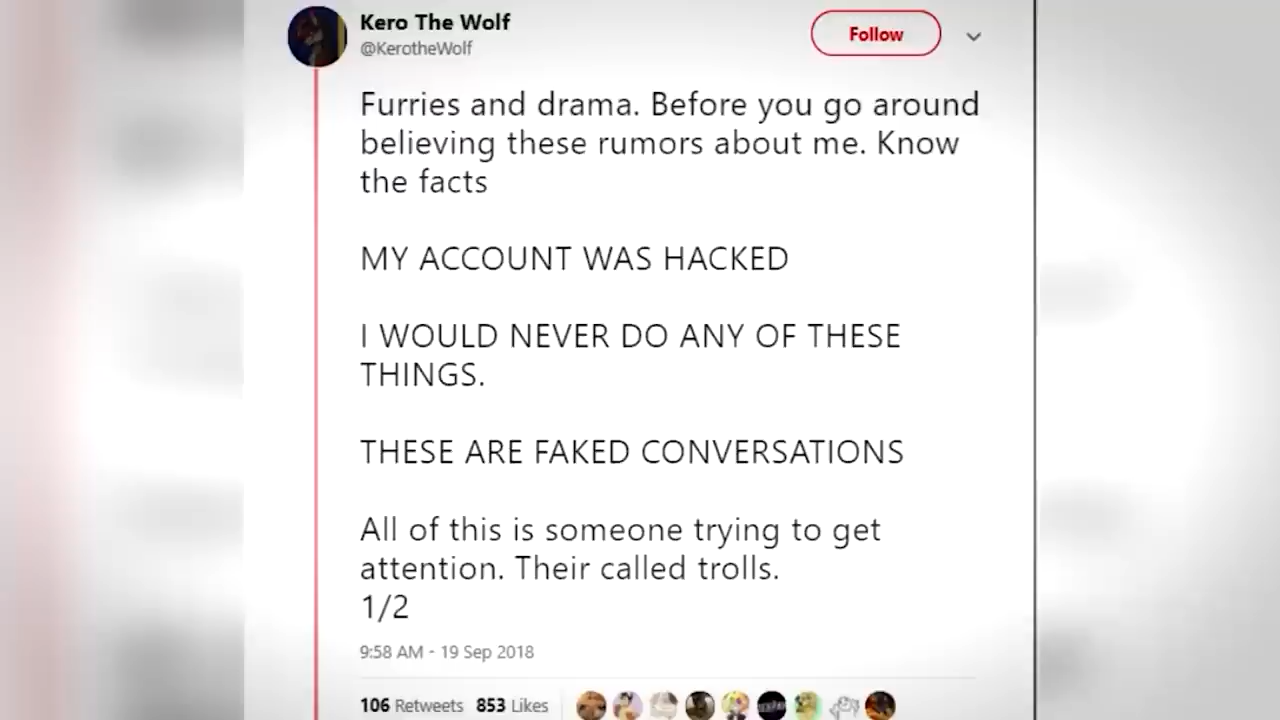 Kero The Wolf
@KerotheWolf
Follow
Furries and drama. Before you go around
believing these rumors about me. Know
the facts
MY ACCOUNT WAS HACKED
I WOULD NEVER DO ANY OF THESE
THINGS.
THESE ARE FAKED CONVERSATIONS
All of this is someone trying to get
attention. Their called trolls.
1/2
9:58 AM - 19 Sep 2018
106 Retweets 853 Likes